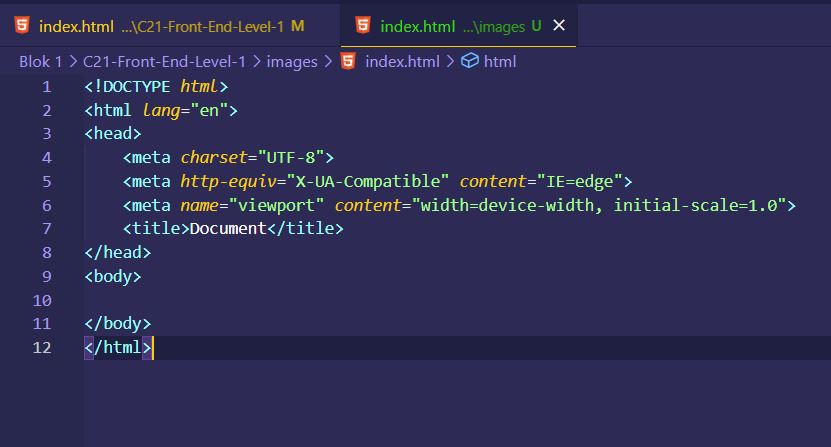 index.html ...\C21-Front-End-Level-1 M index.html ...\images U
Blok 1 > C21-Front-End-Level-1 > images > index.html > html
1 <!DOCTYPE html>
2 <html lang="en">
3 <head>
4     <meta charset="UTF-8">
5     <meta http-equiv="X-UA-Compatible" content="IE=edge">
6     <meta name="viewport" content="width=device-width, initial-scale=1.0">
7     <title>Document</title>
8 </head>
9 <body>
10
11 </body>
12 </html>